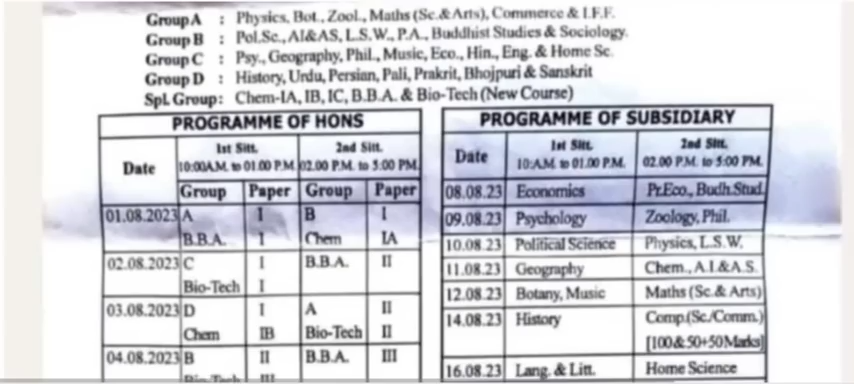 Group A : Physics, Bot., Zool., Maths (Sc.&Arts), Commerce & I.F.F.
Group B : Pol.Sc., AI&AS, L.S.W., P.A., Buddhist Studies & Sociology.
Group C : Psy., Geography, Phil., Music, Eco., Hin., Eng. & Home Sc.
Group D : History, Urdu, Persian, Pali, Prakrit, Bhojpuri & Sanskrit
Spl. Group: Chem-IA, IB, IC, B.B.A. & Bio-Tech (New Course)
PROGRAMME OF HONS
Date 1st Sitt. 2nd Sitt.
10:00A.M. to 01.00 P.M. 02.00 P.M. to 5:00 P.M.
Group Paper Group Paper
01.08.2023 A I B I
B.B.A. I Chem IA
02.08.2023 C I B.B.A. II
Bio-Tech I
03.08.2023 D I A II
Chem IB Bio-Tech II
04.08.2023 B II B.B.A. III
Bio-Tech III
PROGRAMME OF SUBSIDIARY
Date 1st Sitt. 2nd Sitt.
10:A.M. to 01.00 P.M. 02.00 P.M. to 5:00 P.M.
08.08.23 Economics Pr.Eco., Budh.Stud.
09.08.23 Psychology Zoology, Phil.
10.08.23 Political Science Physics, L.S.W.
11.08.23 Geography Chem., A.I.&A.S.
12.08.23 Botany, Music Maths (Sc.& Arts)
14.08.23 History Comp.(Sc./Comm.)
[100&50+50Marks]
16.08.23 Lang. & Litt. Home Science